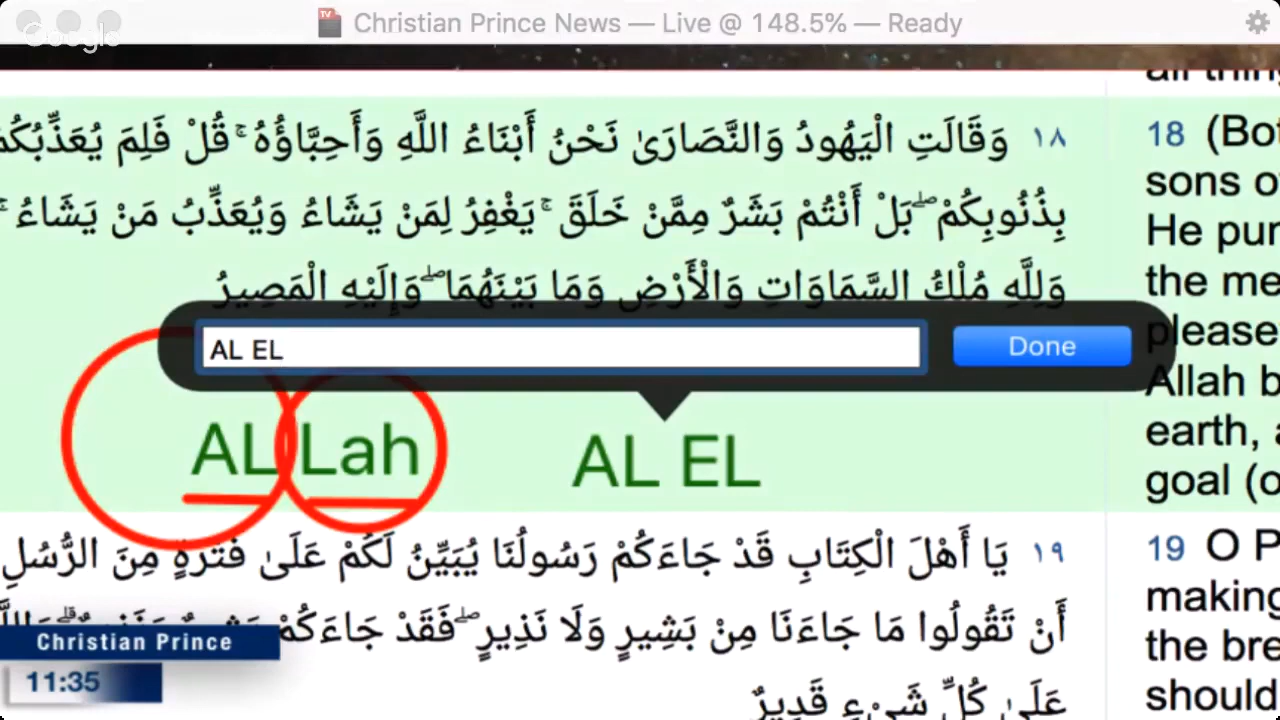 Google
Christian Prince News — Live @ 148.5% — Ready
١٨ وَقَالَتِ الْيَهُودُ وَالنَّصَارَىٰ نَحْنُ أَبْنَاءُ اللَّهِ وَأَحِبَّاؤُهُ ۚ قُلْ فَلِمَ يُعَذِّبُكُمْ
بِذُنُوبِكُمْ ۖ بَلْ أَنْتُمْ بَشَرٌ مِمَّنْ خَلَقَ ۚ يَغْفِرُ لِمَنْ يَشَاءُ وَيُعَذِّبُ مَنْ يَشَاءُ ۚ
وَلِلَّهِ مُلْكُ السَّمَاوَاتِ وَالْأَرْضِ وَمَا بَيْنَهُمَا ۖ وَإِلَيْهِ الْمَصِيرُ
AL EL
Done
AL Lah AL EL
١٩ يَا أَهْلَ الْكِتَابِ قَدْ جَاءَكُمْ رَسُولُنَا يُبَيِّنُ لَكُمْ عَلَىٰ فَتْرَةٍ مِنَ الرُّسُلِ
أَنْ تَقُولُوا مَا جَاءَنَا مِنْ بَشِيرٍ وَلَا نَذِيرٍ ۖ فَقَدْ جَاءَكُمْ
عَلَىٰ كُلِّ شَيْءٍ قَدِيرٌ
18 (Bot
sons o
He pur
the me
please
Allah b
earth,
goal (o
19 O P
making
the bre
should
Christian Prince
11:35